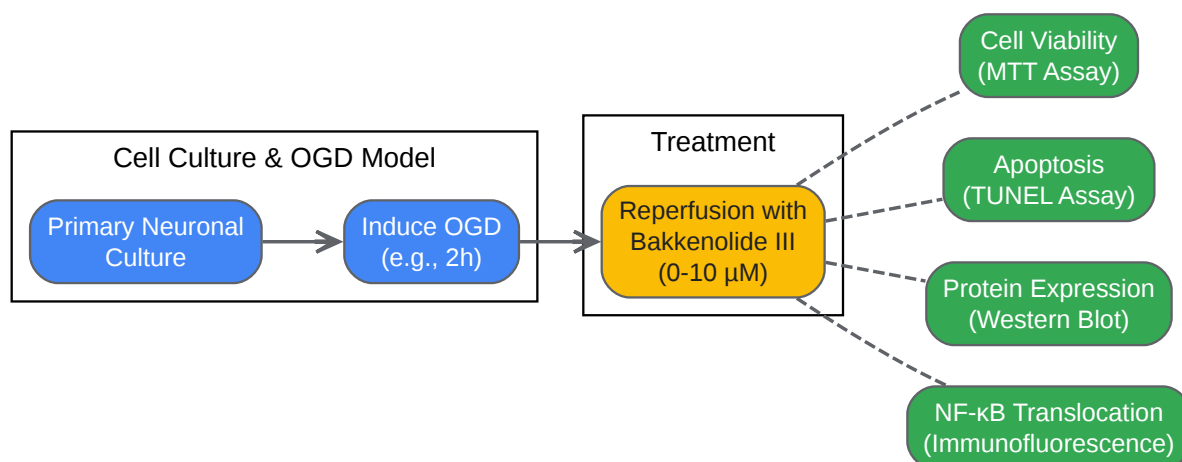 Cell Culture & OGD Model
Primary Neuronal
Culture
Induce OGD
(e.g., 2h)
Treatment
Reperfusion with
Bakkenolide III
(0-10 µM)
Cell Viability
(MTT Assay)
Apoptosis
(TUNEL Assay)
Protein Expression
(Western Blot)
NF-κB Translocation
(Immunofluorescence)